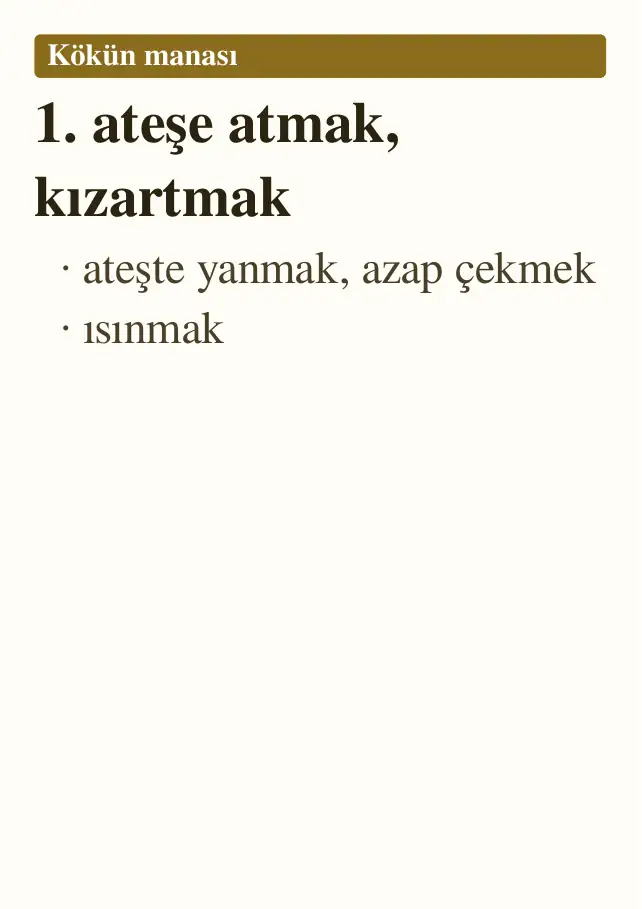 Kökün manası
1. ateşe atmak,
kızartmak
· ateşte yanmak, azap çekmek
· ısınmak